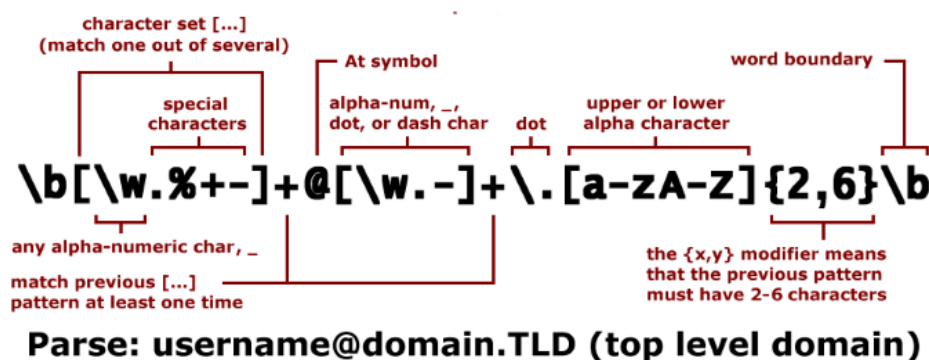 character set [...]
(match one out of several)
At symbol
word boundary
special
characters
alpha-num, _,
dot, or dash char
dot
upper or lower
alpha character
\b[\w.%+-]+@[\w.-]+\.[a-zA-Z]{2,6}\b
any alpha-numeric char, _
match previous [...]
pattern at least one time
the {x,y} modifier means
that the previous pattern
must have 2-6 characters
Parse: username@domain.TLD (top level domain)